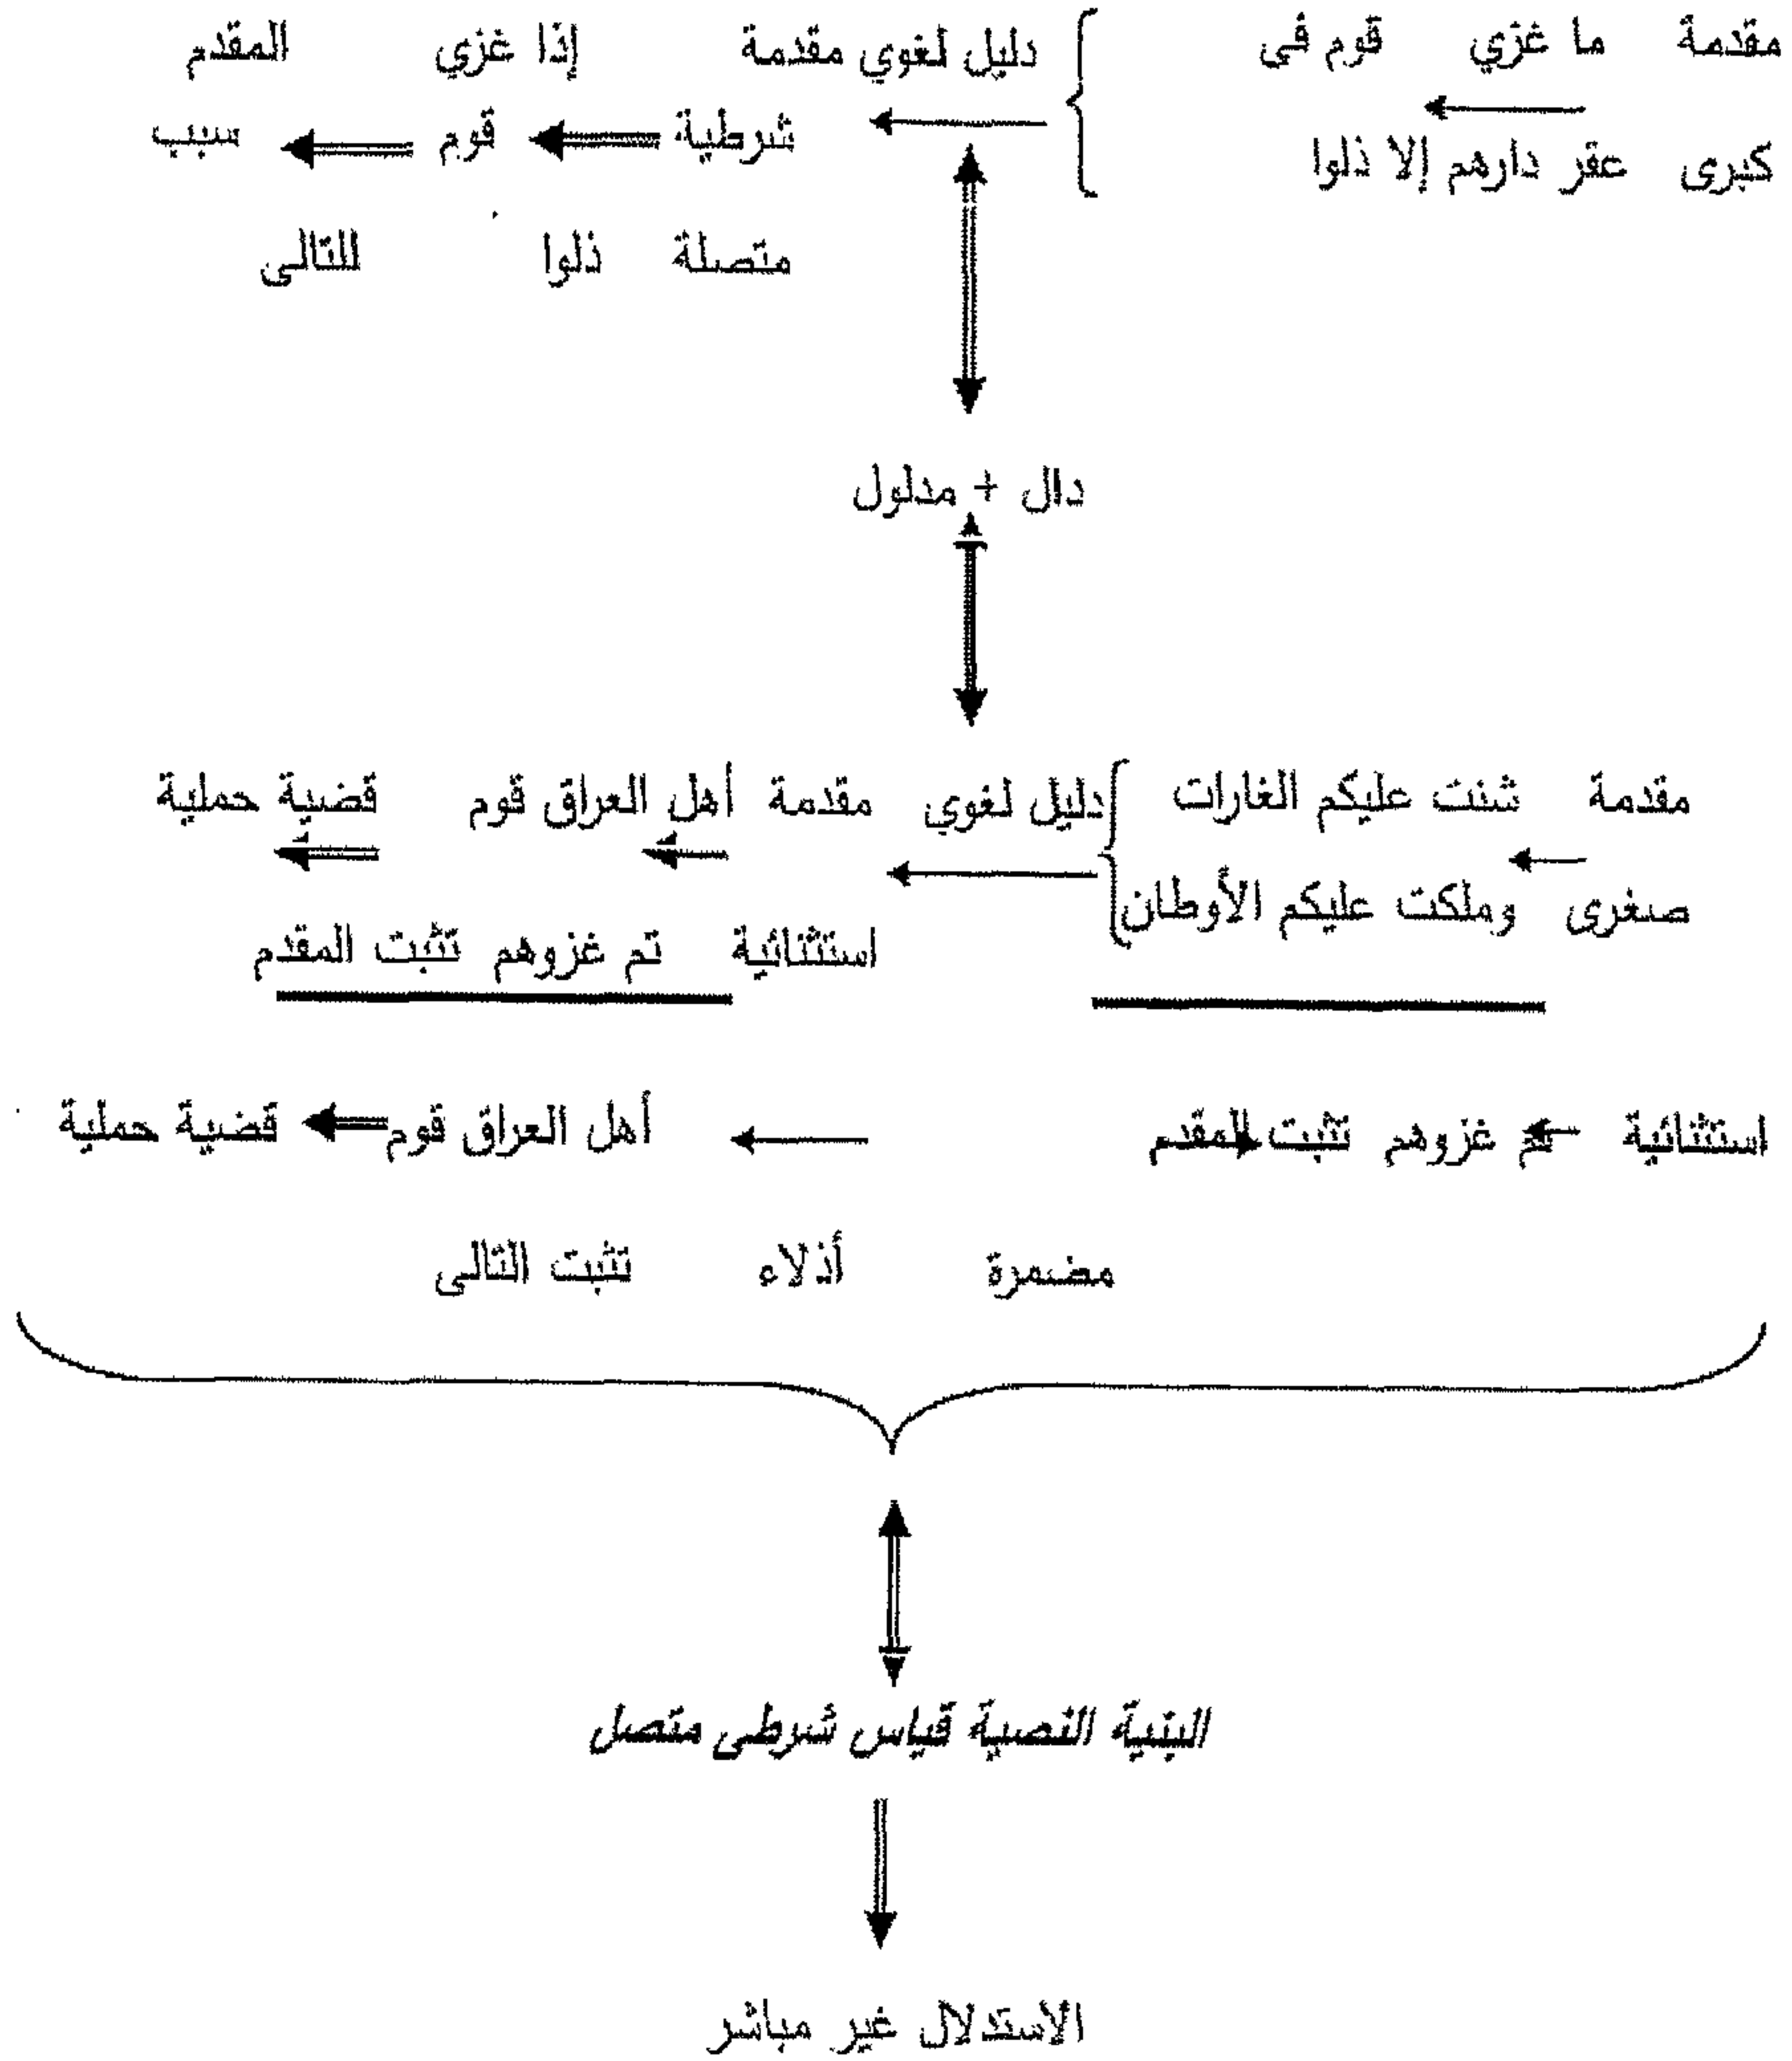 مقدمة ما غزي قوم في دليل لغوي مقدمة إذا غزي المقدم
كبرى عقر دارهم إلا ذلوا شرطية قوم سبب
متصلة ذلوا للتالي
دال + مدلول
مقدمة شنت عليكم الغارات دليل لغوي مقدمة أهل العراق قوم قضية حملية
صغرى وملكت عليكم الأوطان
استثنائية تم غزوهم تثبت المقدم
استثنائية تم غزوهم تثبت المقدم أهل العراق قوم قضية حملية
مضمرة أذلاء تثبت التالي
البنية النصية قياس شرطي متصل
الاستدلال غير مباشر